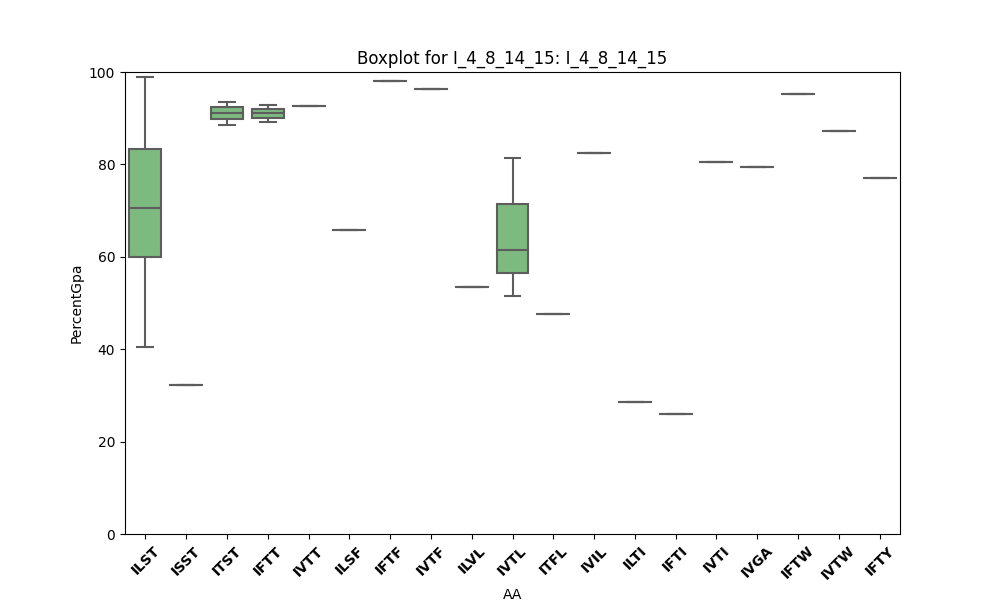 Boxplot for I_4_8_14_15: I_4_8_14_15
PercentGpa
100
80
60
40
20
0
ILST ISST ITST IFTT IVTT ILSF IFTF IVTF ILVL IVTL ITFL IVIL ILTI IFTI IVTI IVGA IFTW IVTW IFTY
AA